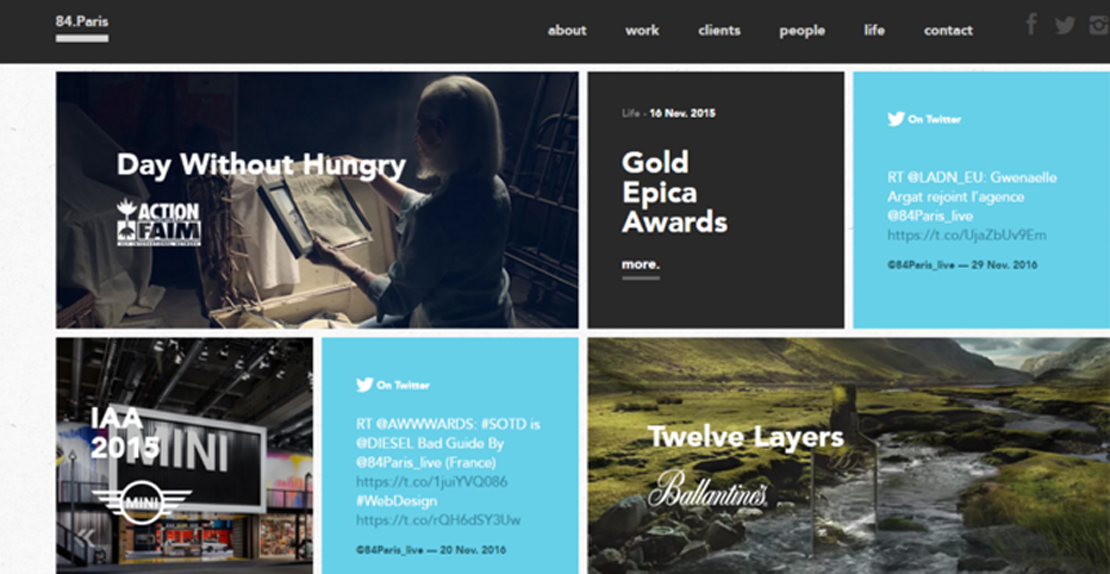 84.Paris
about work clients people life contact
Day Without Hungry
ACTION
FAIM
Life - 16 Nov. 2015
Gold
Epica
Awards
more.
On Twitter
RT @LADN_EU: Gwenaelle
Argat rejoint l'agence
@84Paris_live
https://t.co/UjaZbUv9Em
@84Paris_live — 29 Nov. 2016
IAA
2015
MINI
MINI
On Twitter
RT @AWWWARDS: #SOTD is
@DIESEL Bad Guide By
@84Paris_live (France)
https://t.co/1juiYVQ086
#WebDesign
https://t.co/rQH6dSY3Uw
@84Paris_live — 20 Nov. 2016
Twelve Layers
Ballantine's